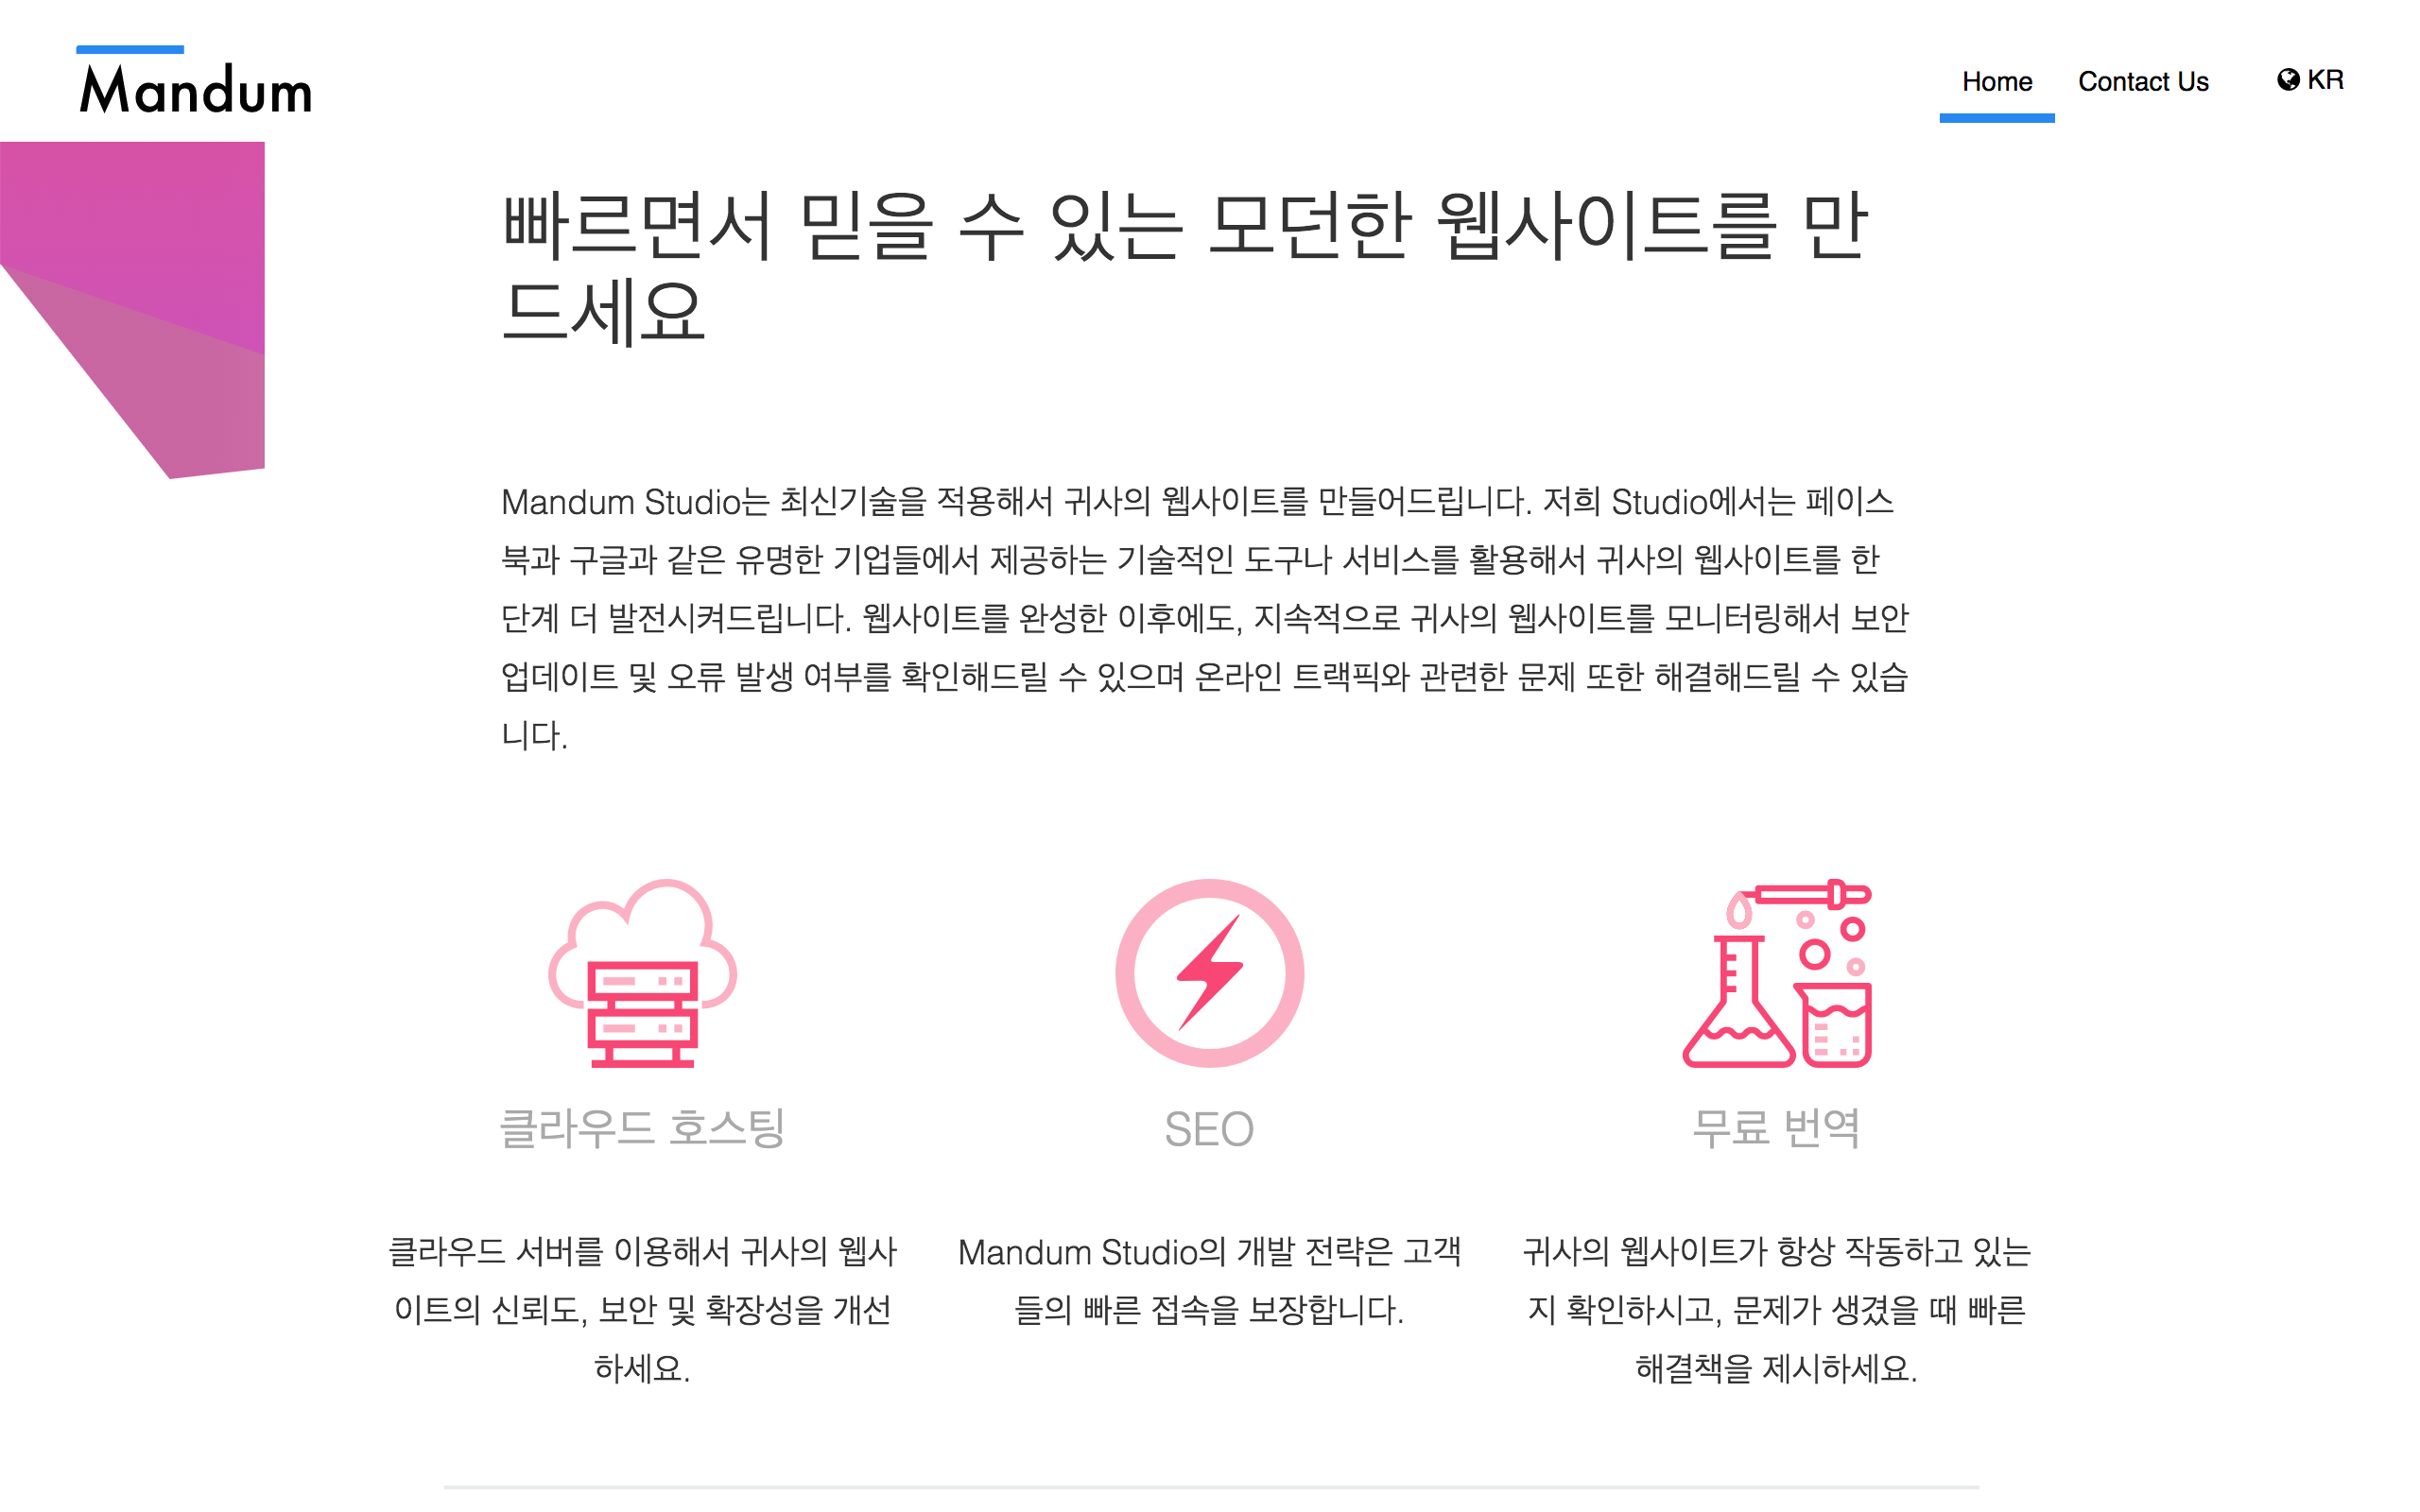 Mandum
Home
Contact Us
KR
빠르면서 믿을 수 있는 모던한 웹사이트를 만
드세요
Mandum Studio는 최신기술을 적용해서 귀사의 웹사이트를 만들어드립니다. 저희 Studio에서는 페이스
북과 구글과 같은 유명한 기업들에서 제공하는 기술적인 도구나 서비스를 활용해서 귀사의 웹사이트를 한
단계 더 발전시켜드립니다. 웹사이트를 완성한 이후에도, 지속적으로 귀사의 웹사이트를 모니터링해서 보안
업데이트 및 오류 발생 여부를 확인해드릴 수 있으며 온라인 트랙픽와 관련한 문제 또한 해결해드릴 수 있습
니다.
클라우드 호스팅
클라우드 서버를 이용해서 귀사의 웹사
이트의 신뢰도, 보안 및 확장성을 개선
하세요.
SEO
Mandum Studio의 개발 전략은 고객
들의 빠른 접속을 보장합니다.
무료 번역
귀사의 웹사이트가 항상 작동하고 있는
지 확인하시고, 문제가 생겼을 때 빠른
해결책을 제시하세요.